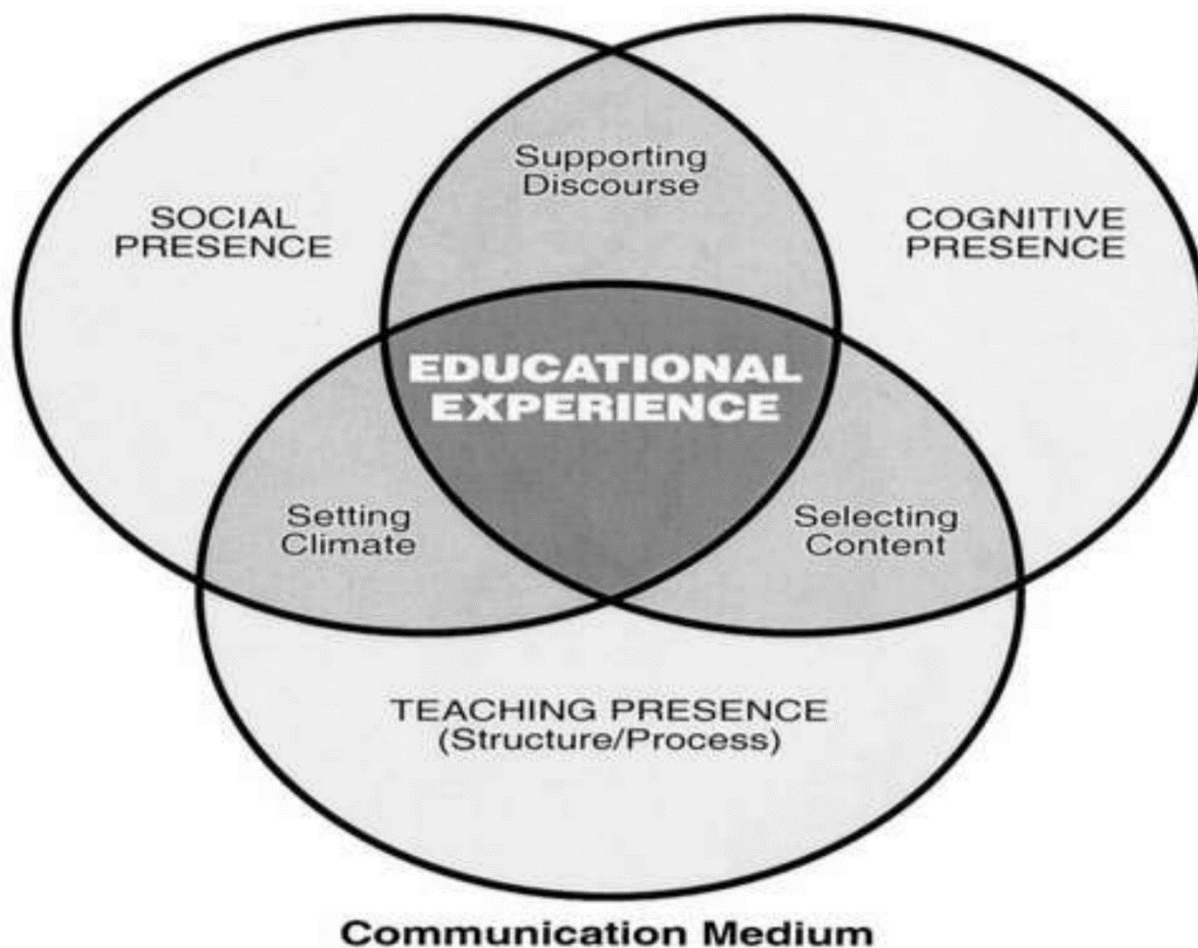 Supporting
Discourse
SOCIAL
PRESENCE
COGNITIVE
PRESENCE
EDUCATIONAL
EXPERIENCE
Setting
Climate
Selecting
Content
TEACHING PRESENCE
(Structure/Process)
Communication Medium